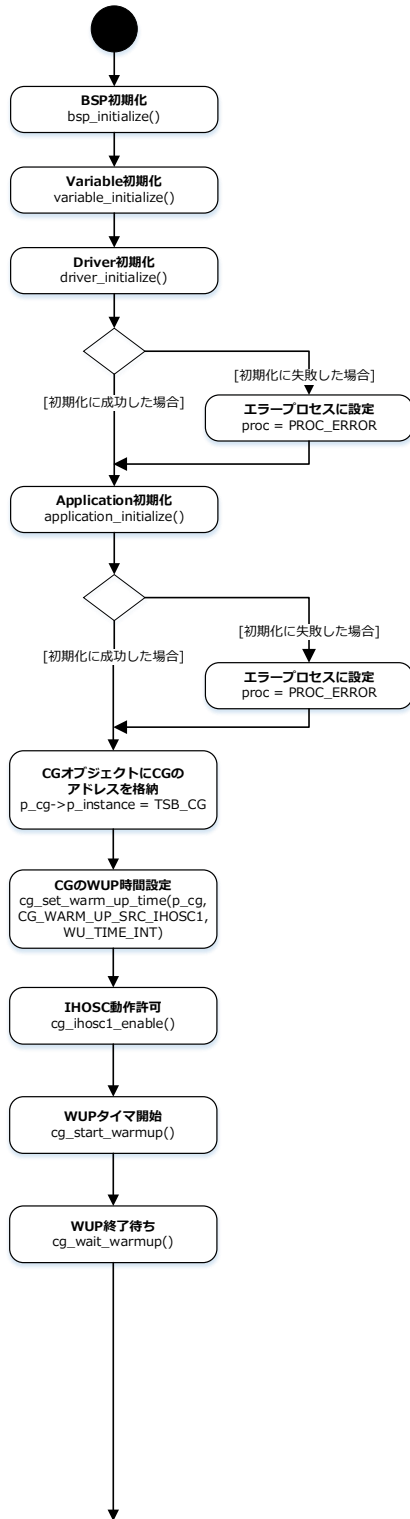 BSP初期化
bsp_initialize()
Variable初期化
variable_initialize()
Driver初期化
driver_initialize()
[初期化に失敗した場合]
[初期化に成功した場合]
エラープロセスに設定
proc = PROC_ERROR
Application初期化
application_initialize()
[初期化に失敗した場合]
[初期化に成功した場合]
エラープロセスに設定
proc = PROC_ERROR
CGオブジェクトにCGの
アドレスを格納
p_cg->p_instance = TSB_CG
CGのWUP時間設定
cg_set_warm_up_time(p_cg,
CG_WARM_UP_SRC_IHOSC1,
WU_TIME_INT)
IHOSC動作許可
cg_ihosc1_enable()
WUPタイマ開始
cg_start_warmup()
WUP終了待ち
cg_wait_warmup()